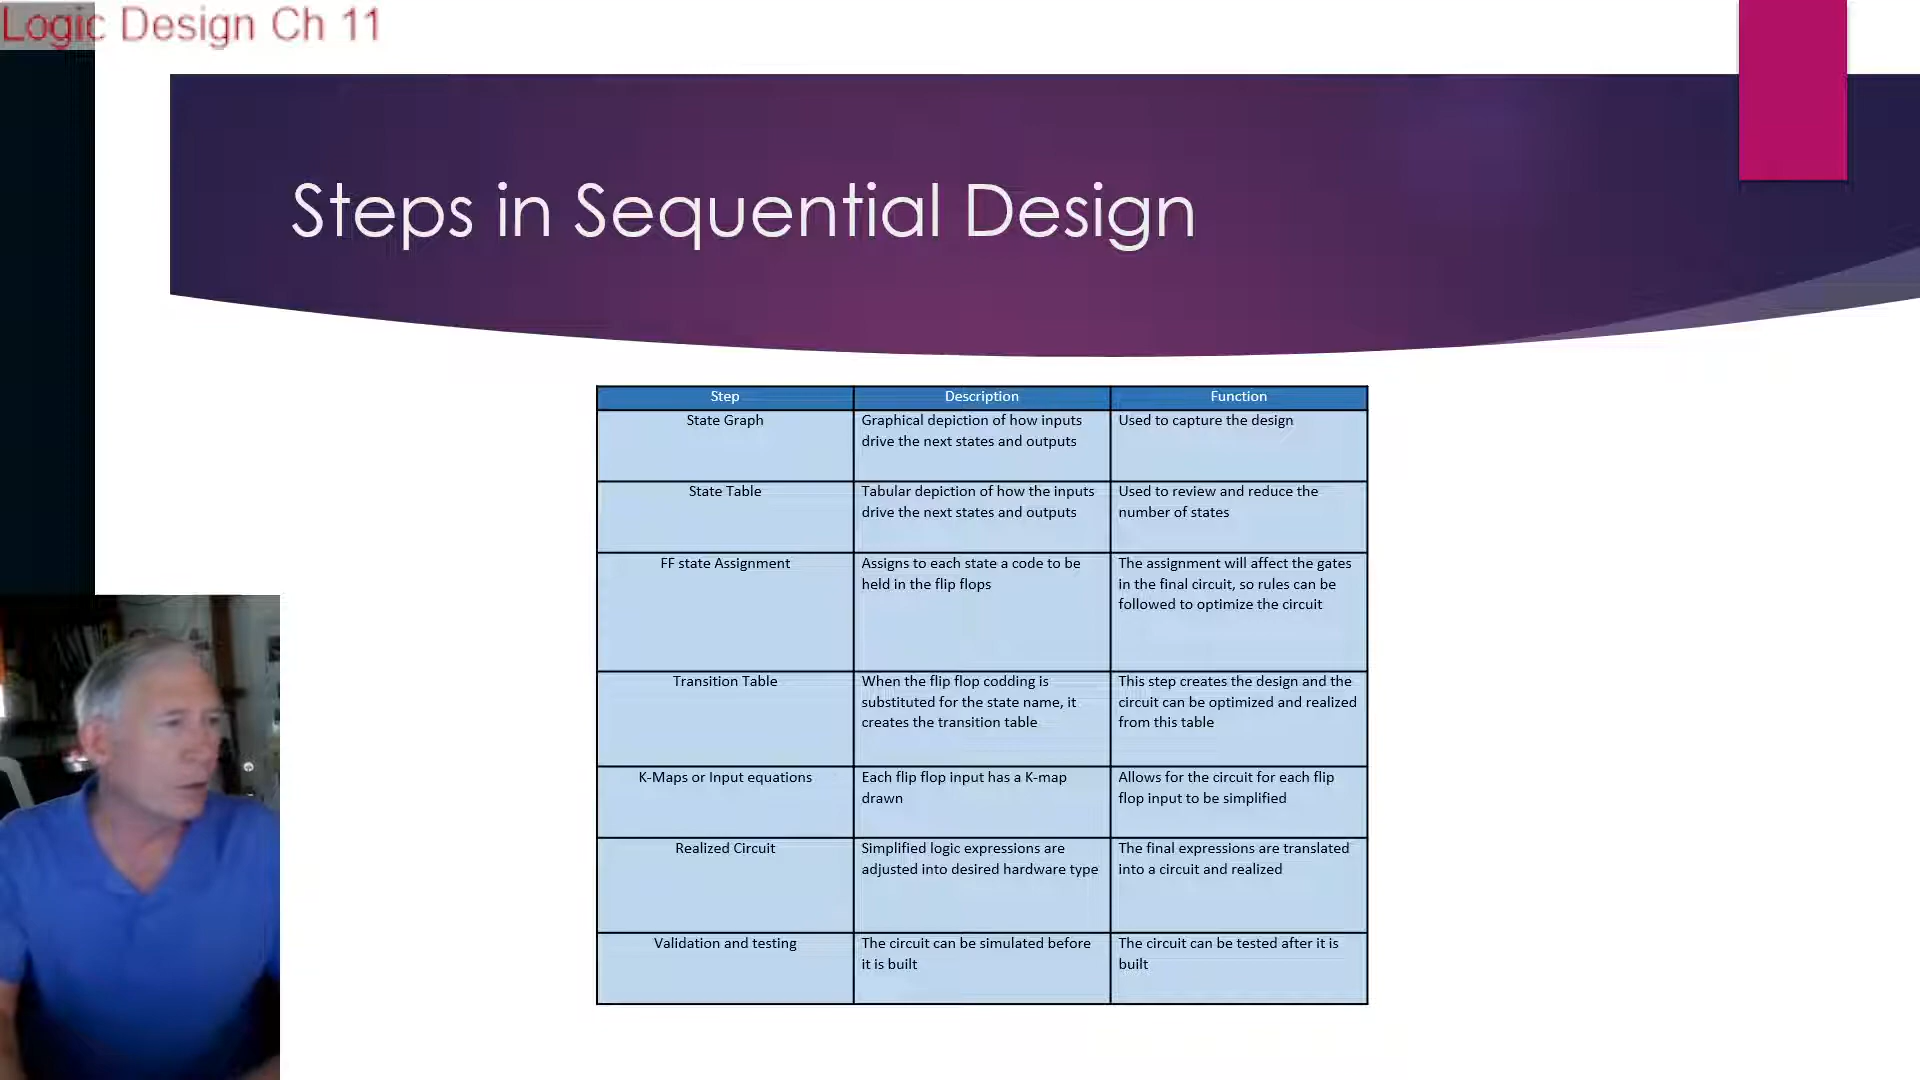 Logic Design Ch 11
Steps in Sequential Design
Step Description Function
State Graph Graphical depiction of how inputs Used to capture the design
drive the next states and outputs
State Table Tabular depiction of how the inputs Used to review and reduce the
drive the next states and outputs number of states
FF state Assignment Assigns to each state a code to be The assignment will affect the gates
held in the flip flops in the final circuit, so rules can be
followed to optimize the circuit
Transition Table When the flip flop codding is This step creates the design and the
substituted for the state name, it circuit can be optimized and realized
creates the transition table from this table
K-Maps or Input equations Each flip flop input has a K-map Allows for the circuit for each flip
drawn flop input to be simplified
Realized Circuit Simplified logic expressions are The final expressions are translated
adjusted into desired hardware type into a circuit and realized
Validation and testing The circuit can be simulated before The circuit can be tested after it is
it is built built